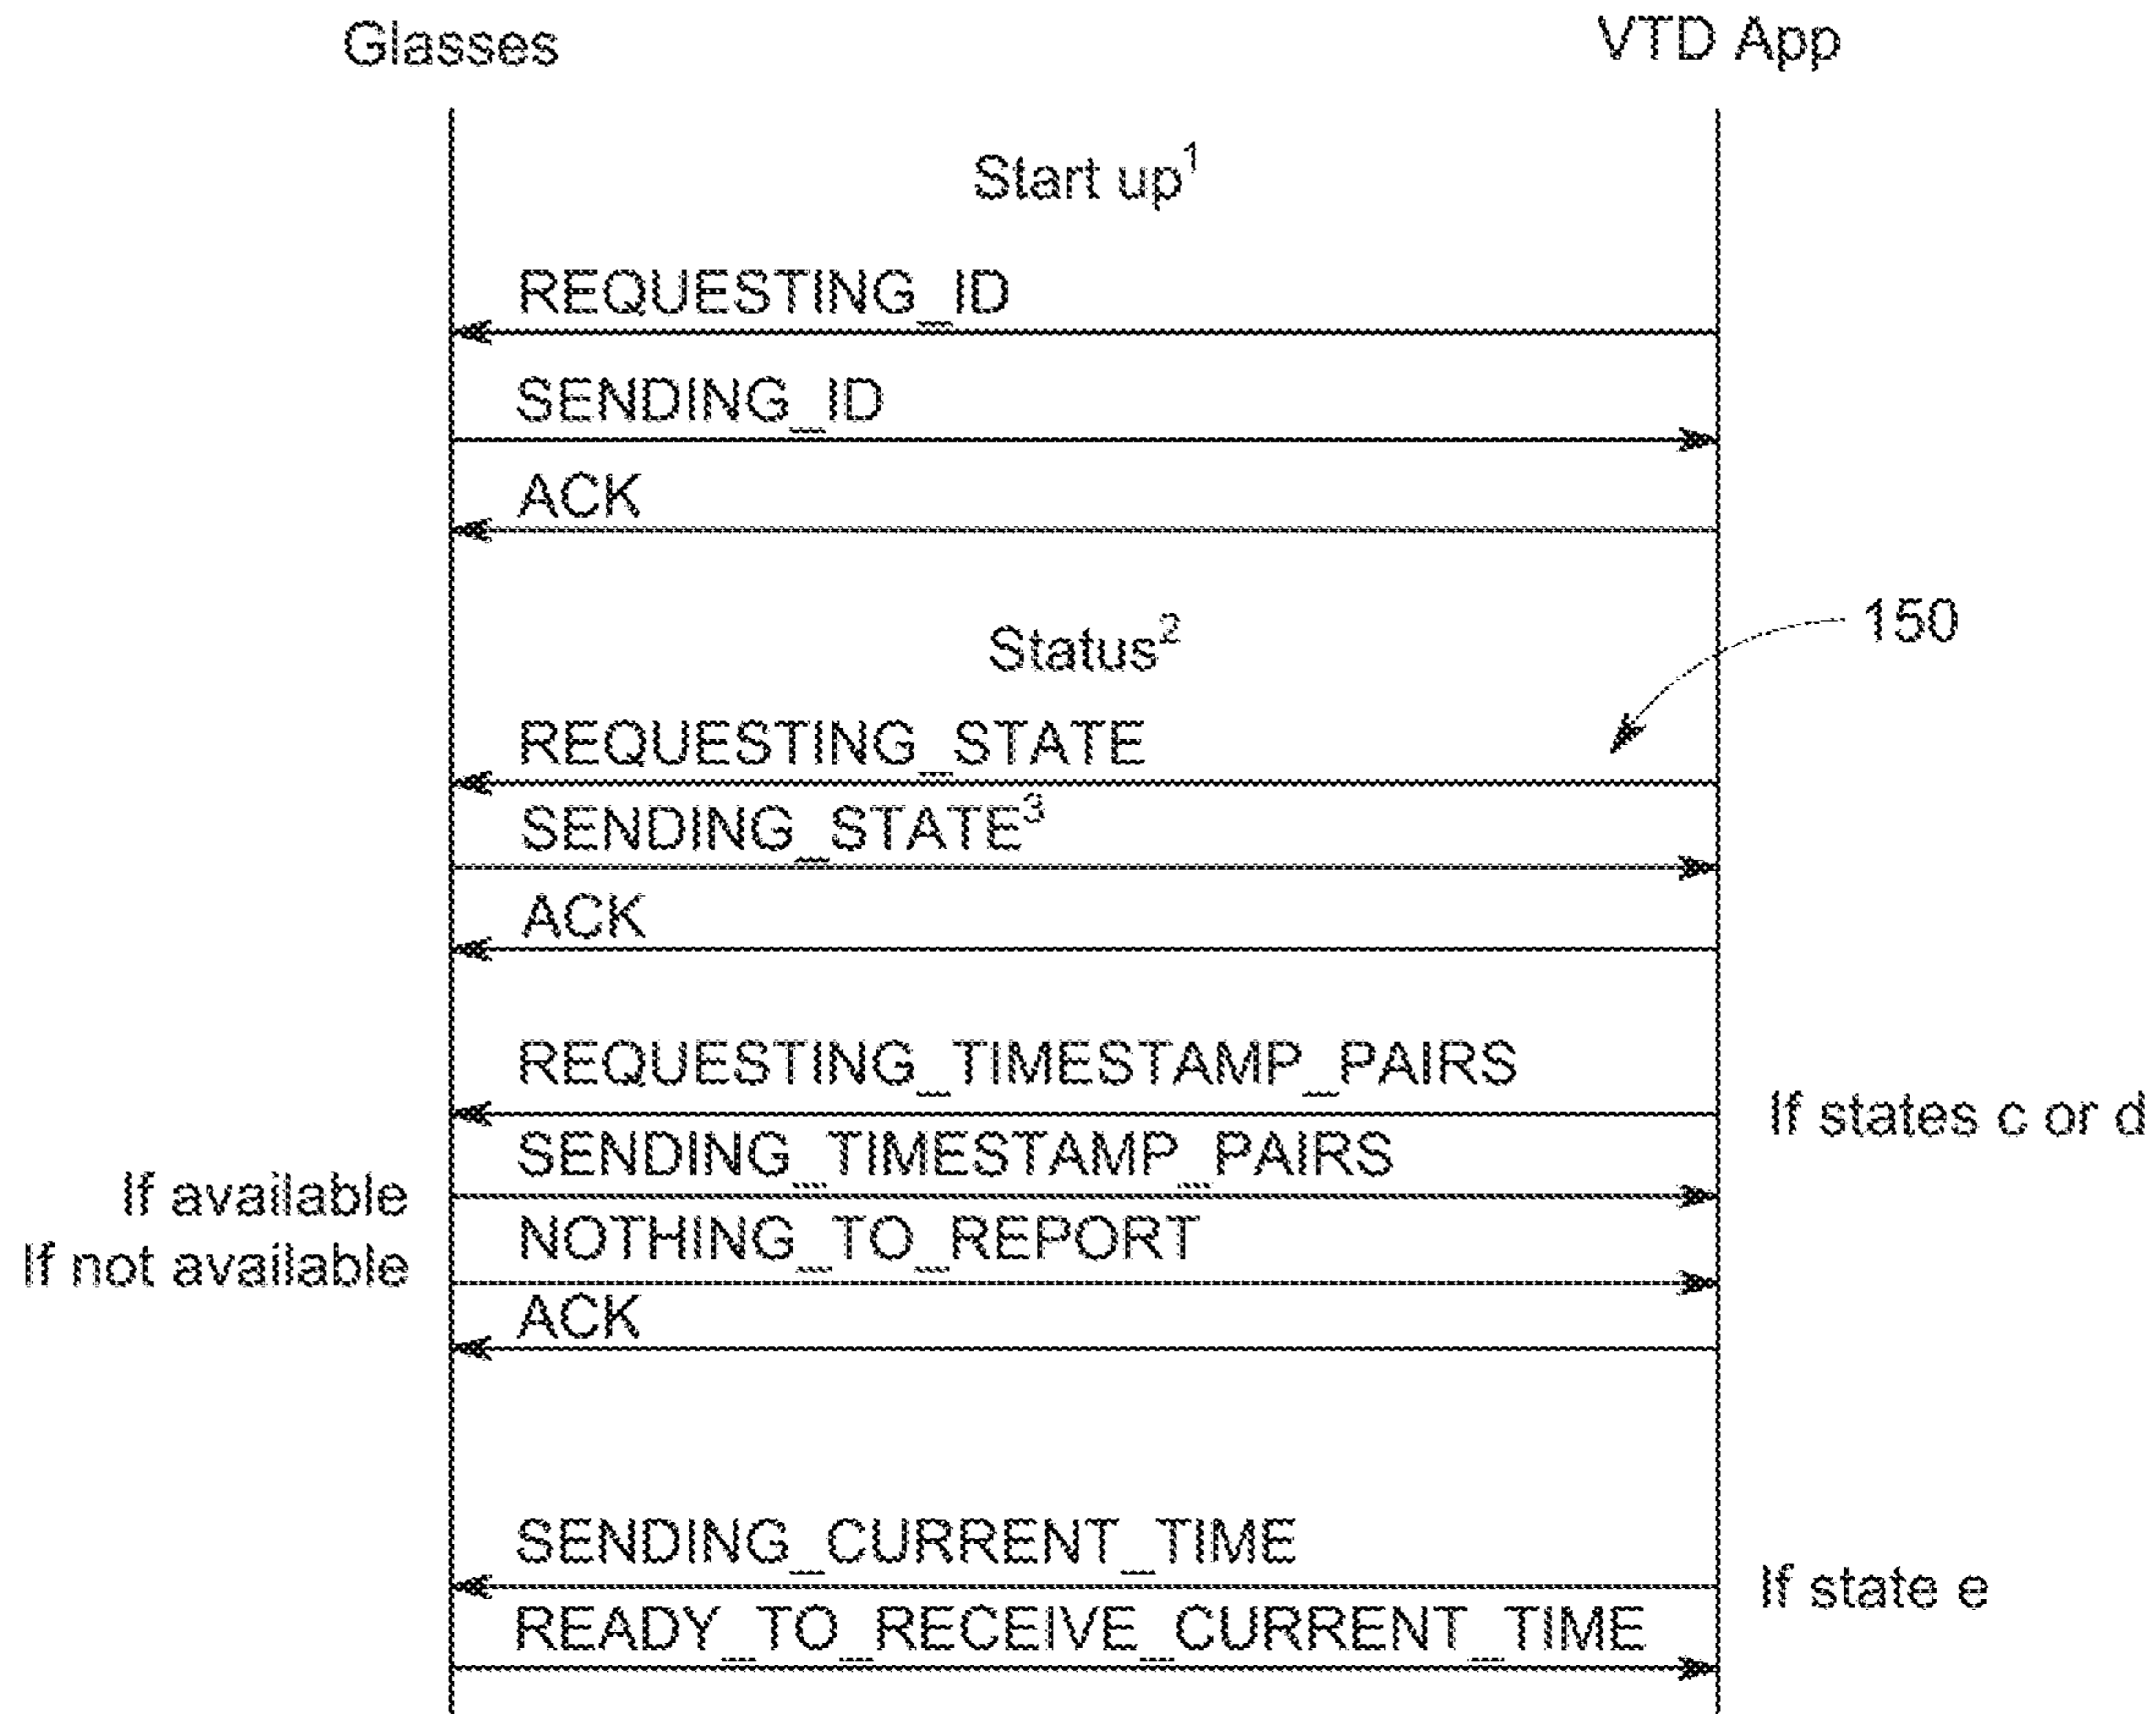 Glasses
VTD App
Start up¹
REQUESTING_ID
SENDING_ID
ACK
150
Status²
REQUESTING_STATE
SENDING_STATE³
ACK
REQUESTING_TIMESTAMP_PAIRS
If states c or d
SENDING_TIMESTAMP_PAIRS
If available
NOTHING_TO_REPORT
If not available
ACK
SENDING_CURRENT_TIME
If state e
READY_TO_RECEIVE_CURRENT_TIME